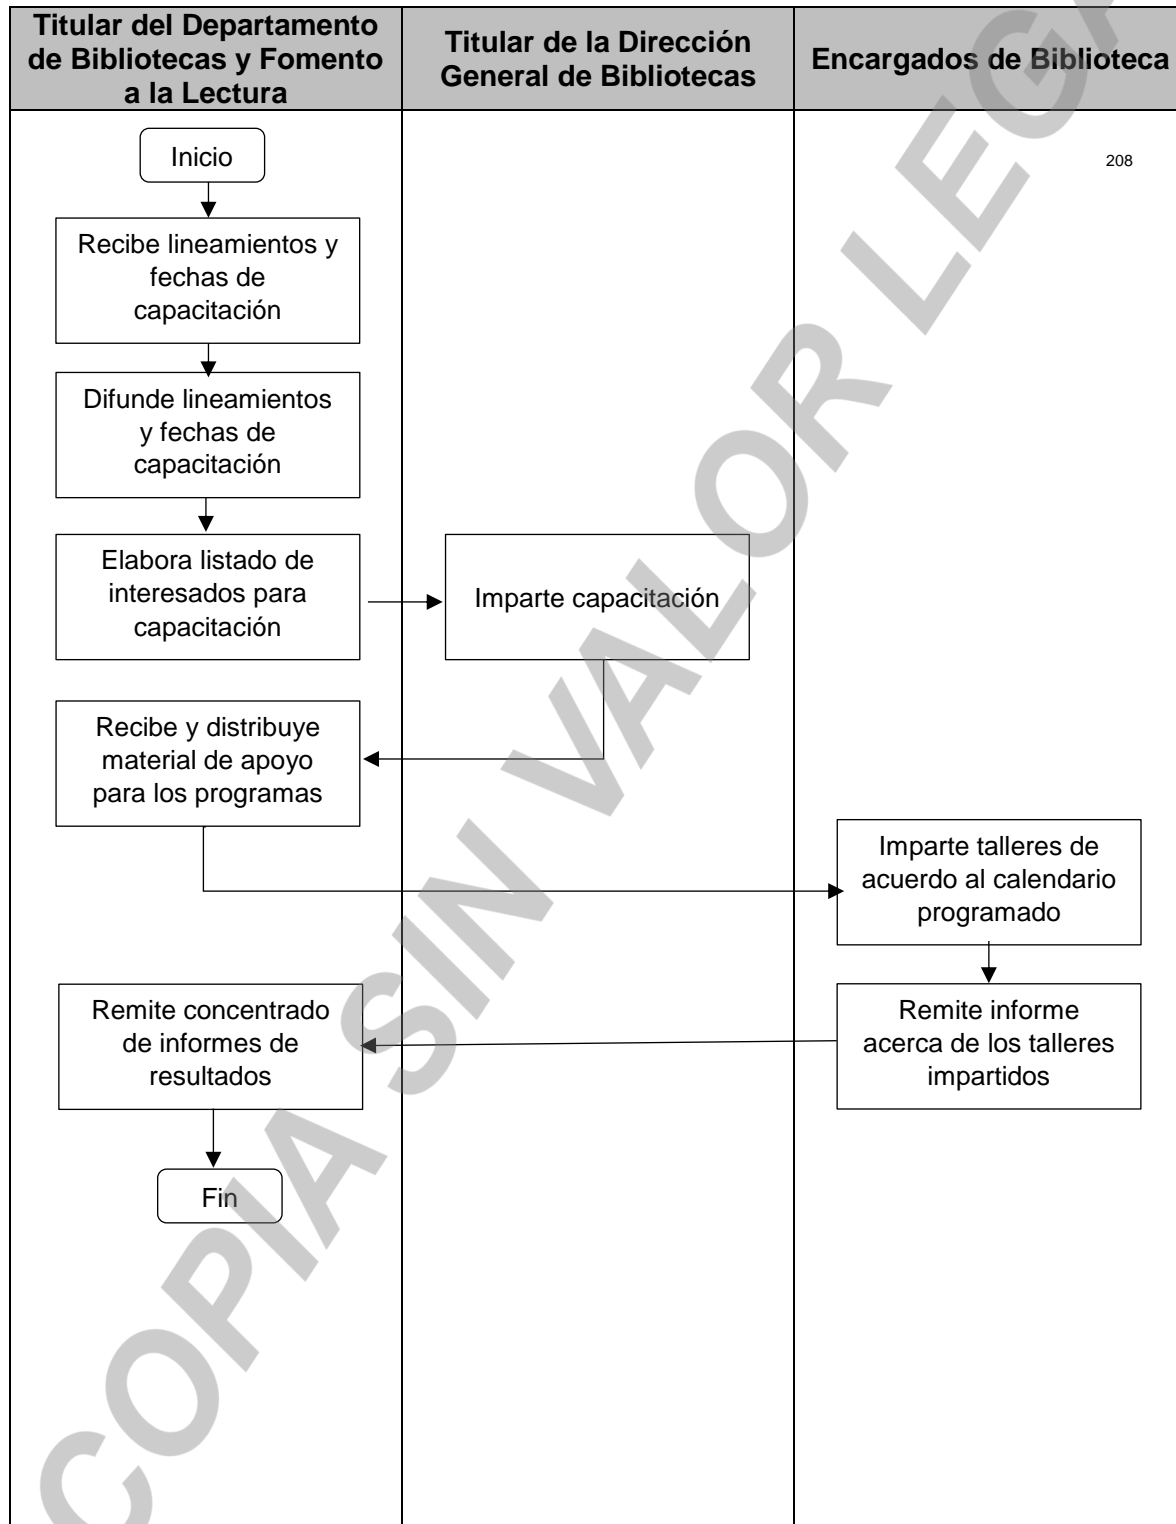 Titular del Departamento
de Bibliotecas y Fomento
a la Lectura
Titular de la Dirección
General de Bibliotecas
Encargados de Biblioteca
Inicio
208
Recibe lineamientos y
fechas de
capacitación
Difunde lineamientos
y fechas de
capacitación
Elabora listado de
interesados para
capacitación
Imparte capacitación
Recibe y distribuye
material de apoyo
para los programas
Imparte talleres de
acuerdo al calendario
programado
Remite informe
acerca de los talleres
impartidos
Remite concentrado
de informes de
resultados
Fin
COPIA SIN VALOR LEGA